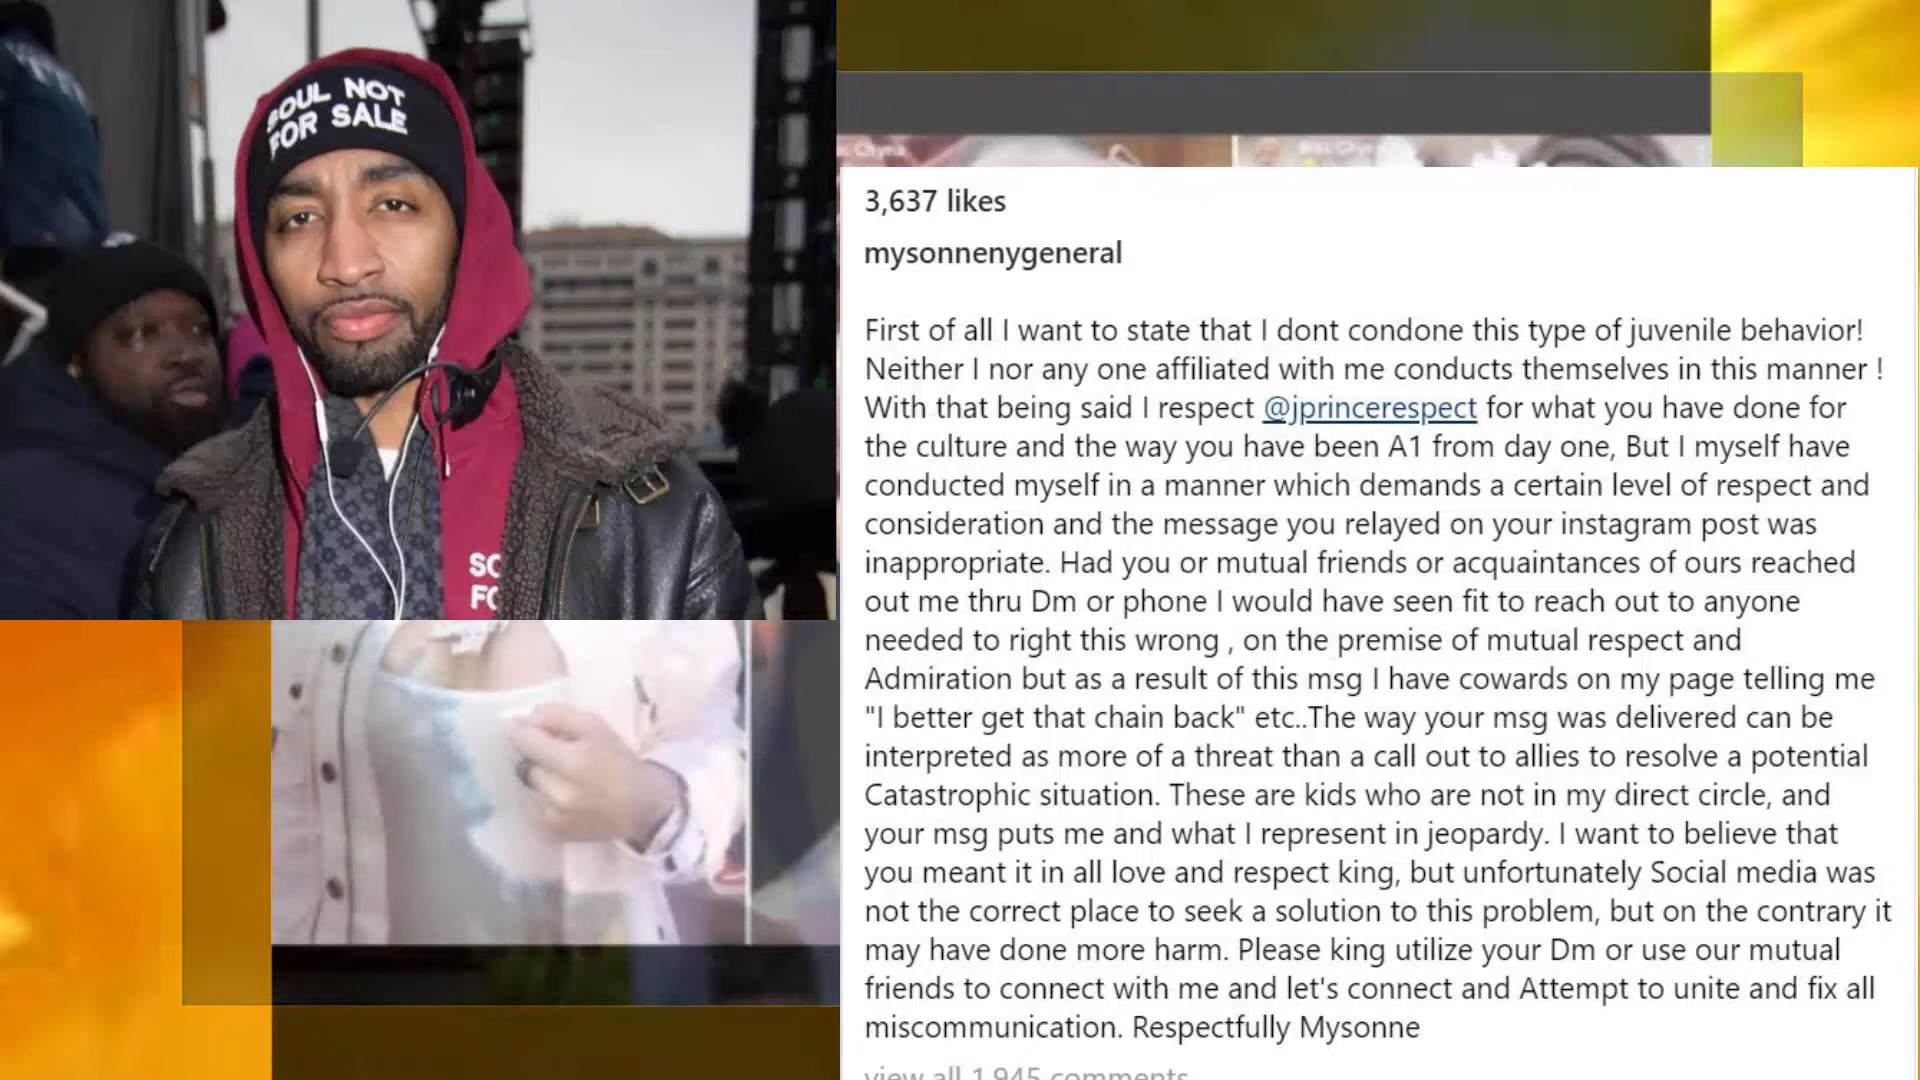 SOUL NOT
FOR SALE
SO
FO
3,637 likes
mysonnenygeneral
First of all I want to state that I dont condone this type of juvenile behavior!
Neither I nor any one affiliated with me conducts themselves in this manner !
With that being said I respect @jprincerespect for what you have done for
the culture and the way you have been A1 from day one, But I myself have
conducted myself in a manner which demands a certain level of respect and
consideration and the message you relayed on your instagram post was
inappropriate. Had you or mutual friends or acquaintances of ours reached
out me thru Dm or phone I would have seen fit to reach out to anyone
needed to right this wrong , on the premise of mutual respect and
Admiration but as a result of this msg I have cowards on my page telling me
"I better get that chain back" etc..The way your msg was delivered can be
interpreted as more of a threat than a call out to allies to resolve a potential
Catastrophic situation. These are kids who are not in my direct circle, and
your msg puts me and what I represent in jeopardy. I want to believe that
you meant it in all love and respect king, but unfortunately Social media was
not the correct place to seek a solution to this problem, but on the contrary it
may have done more harm. Please king utilize your Dm or use our mutual
friends to connect with me and let's connect and Attempt to unite and fix all
miscommunication. Respectfully Mysonne
view all 1,945 comments